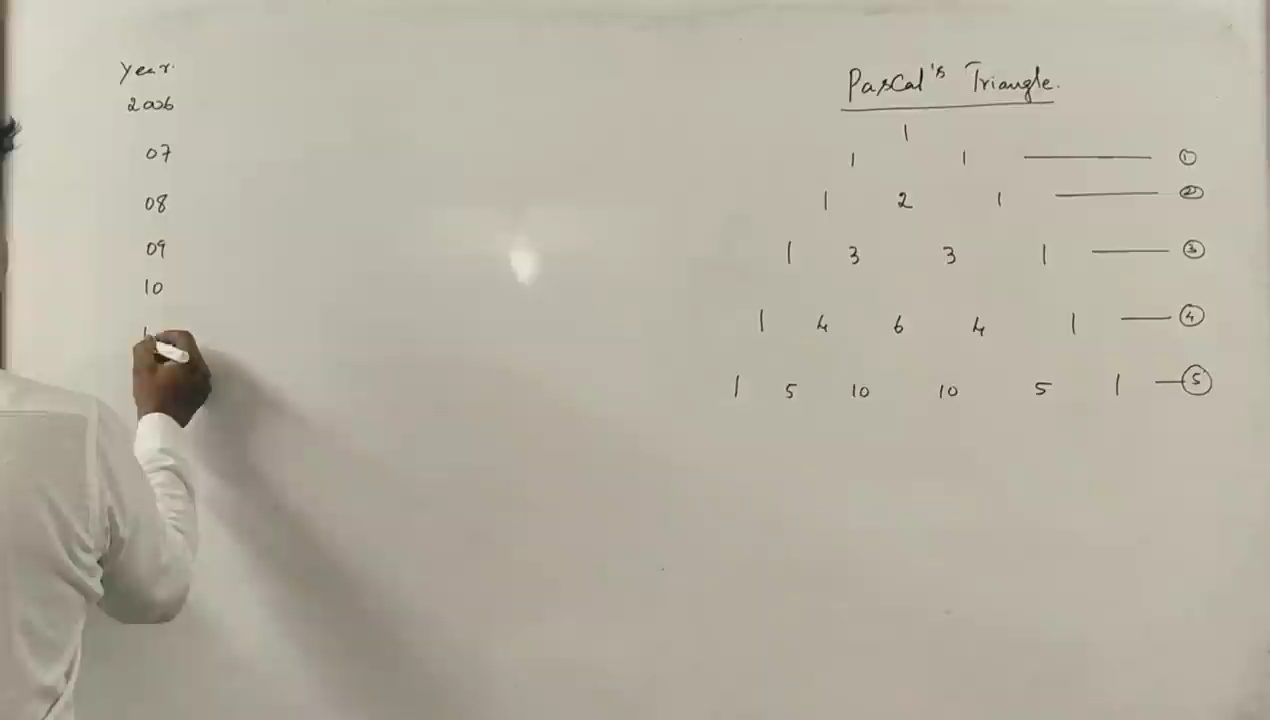 Year.
2006
07
08
09
10
Pascal's Triangle.
1
1 1 ①
1 2 1 ②
1 3 3 1 ③
1 4 6 4 1 ④
1 5 10 10 5 1 ⑤